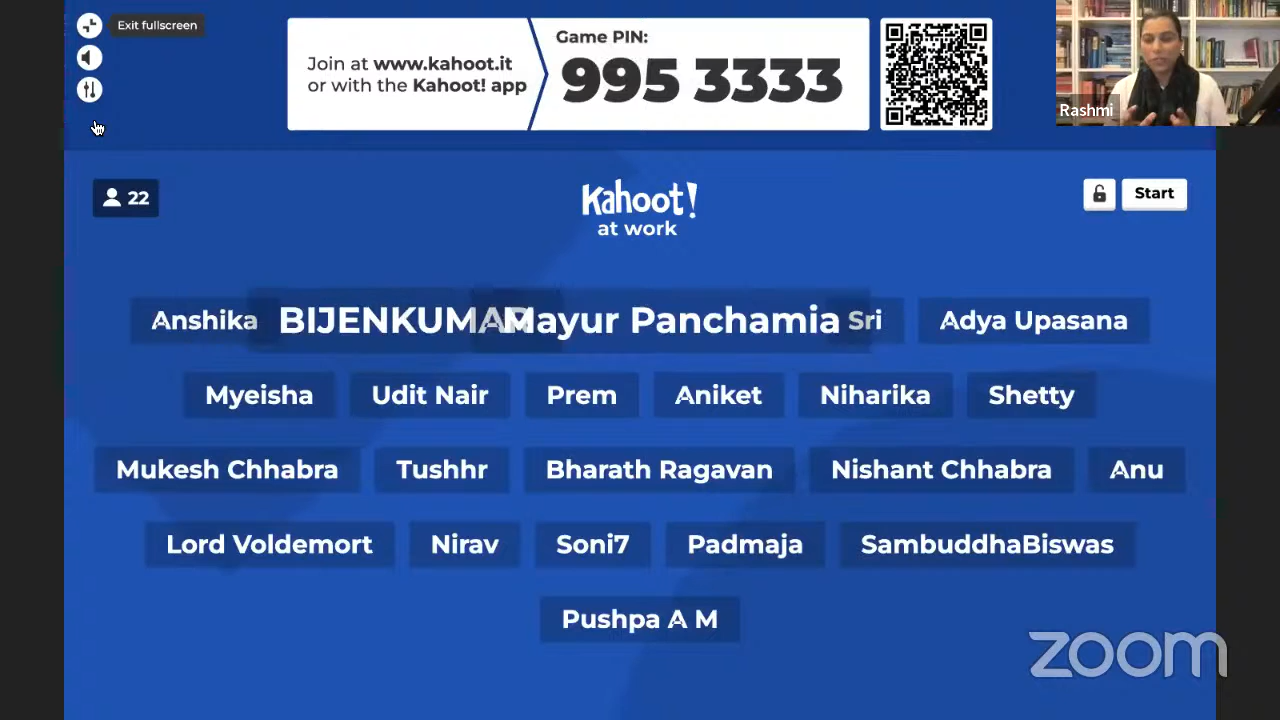 Exit fullscreen
Join at www.kahoot.it
or with the Kahoot! app
Game PIN:
995 3333
Rashmi
22
Kahoot!
at work
Start
Anshika BIJENKUMAR Mayur Panchamia Sri Adya Upasana
Myeisha Udit Nair Prem Aniket Niharika Shetty
Mukesh Chhabra Tushhr Bharath Ragavan Nishant Chhabra Anu
Lord Voldemort Nirav Soni7 Padmaja SambuddhaBiswas
Pushpa A M
zoom